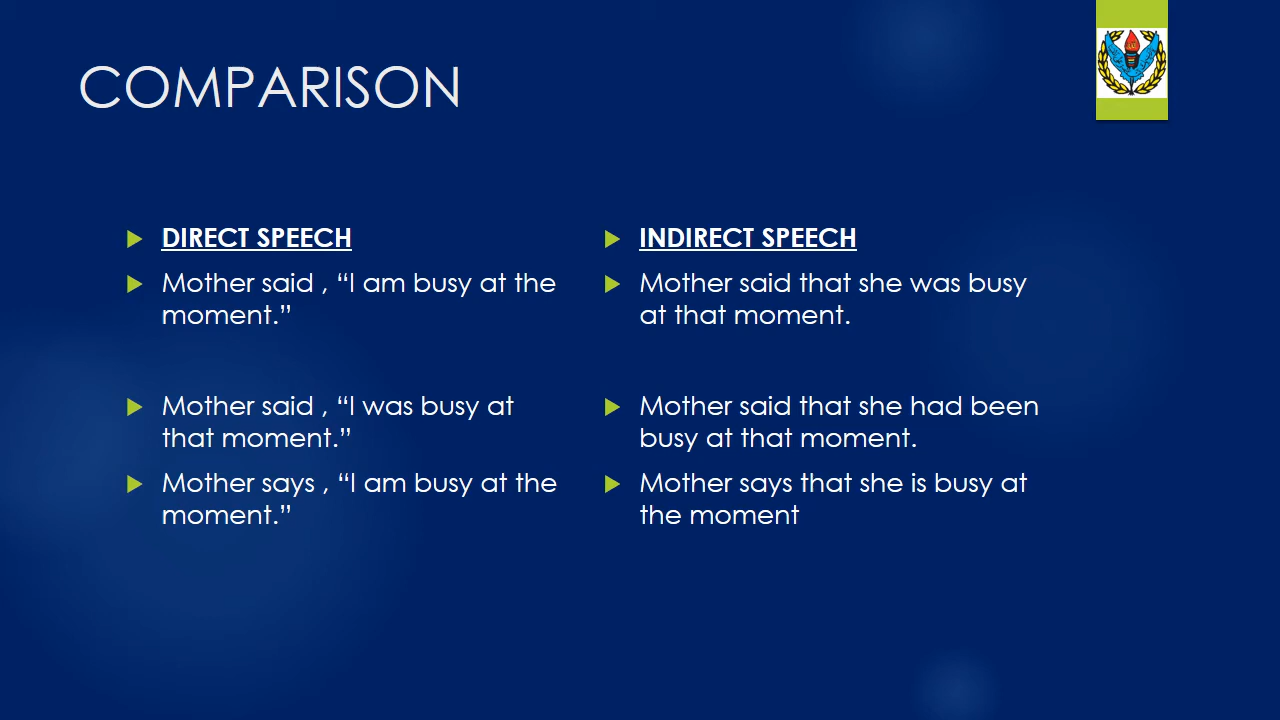 COMPARISON
DIRECT SPEECH
Mother said , “I am busy at the
moment.”
Mother said , “I was busy at
that moment.”
Mother says , “I am busy at the
moment.”
INDIRECT SPEECH
Mother said that she was busy
at that moment.
Mother said that she had been
busy at that moment.
Mother says that she is busy at
the moment